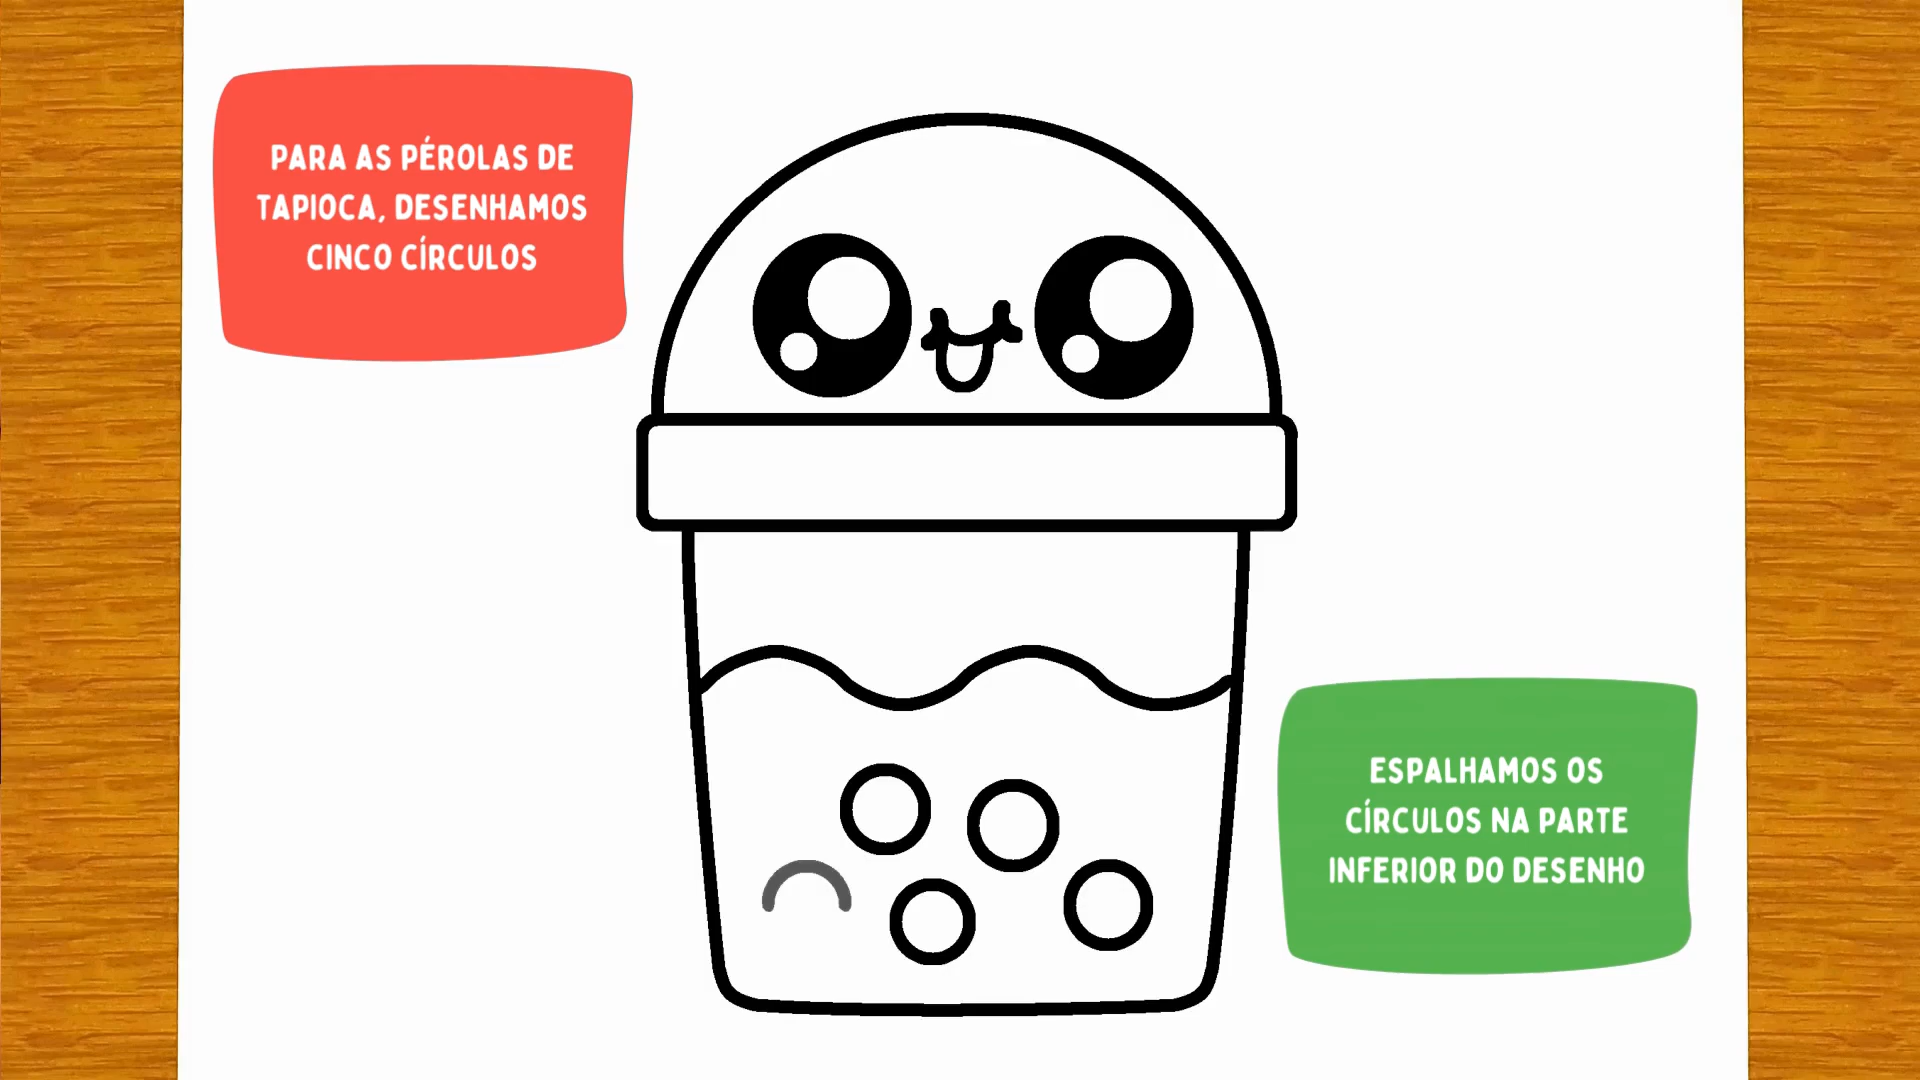 PARA AS PÉROLAS DE
TAPIOCA, DESENHAMOS
CINCO CÍRCULOS
ESPALHAMOS OS
CÍRCULOS NA PARTE
INFERIOR DO DESENHO